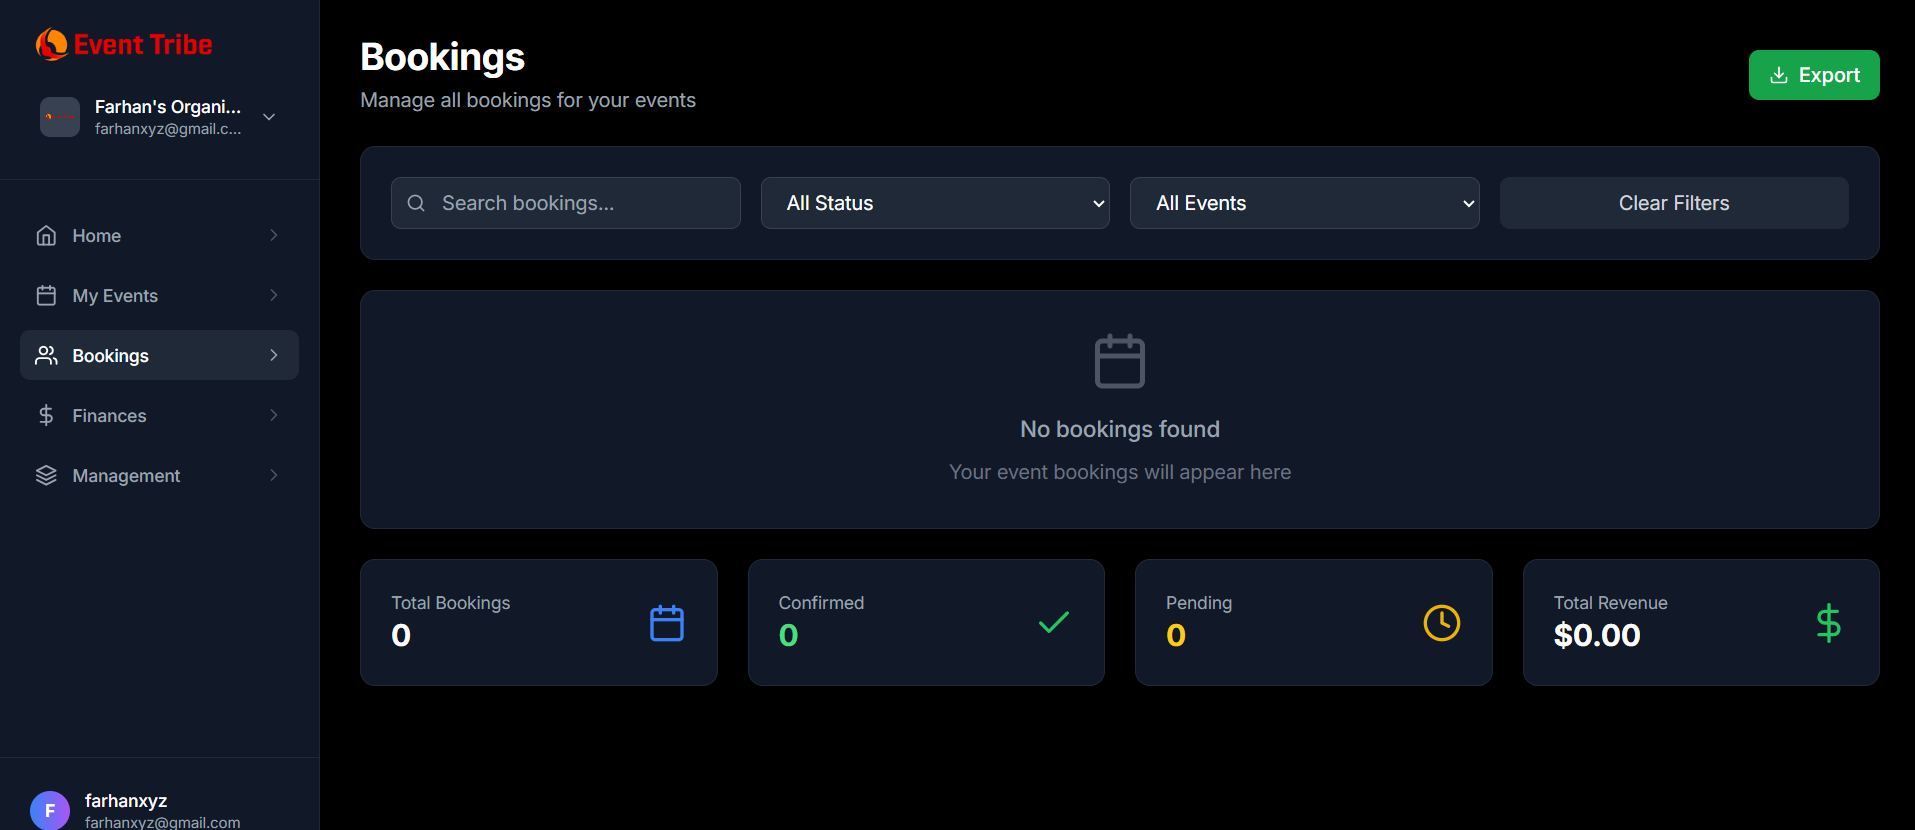 Event Tribe
Farhan's Organi...
farhanxyz@gmail.c...
Home
My Events
Bookings
Finances
Management
F
farhanxyz
farhanxyz@gmail.com
Bookings
Manage all bookings for your events
Export
Search bookings...
All Status
All Events
Clear Filters
No bookings found
Your event bookings will appear here
Total Bookings
0
Confirmed
0
Pending
0
Total Revenue
$0.00